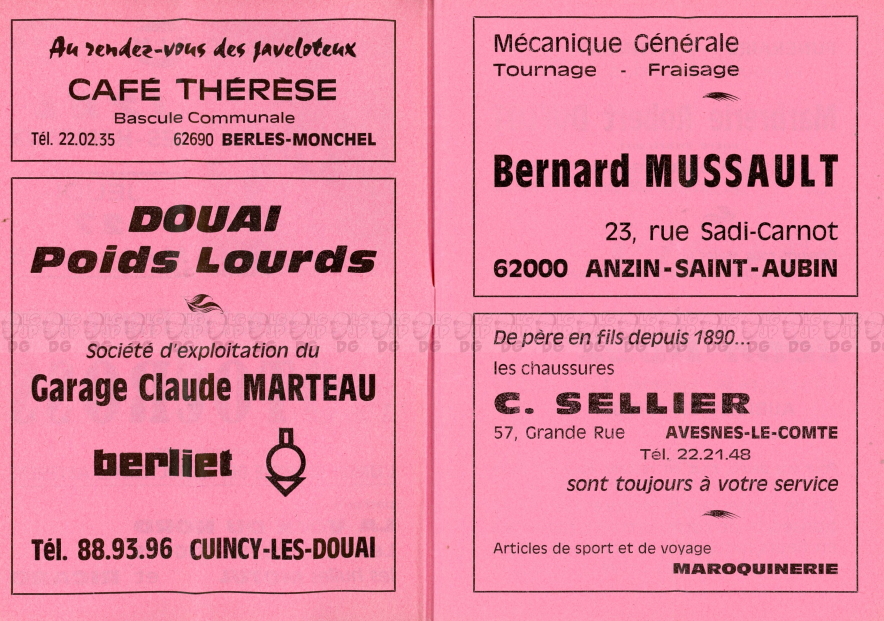 Au rendez-vous des javeloteux
CAFÉ THÉRÈSE
Bascule Communale
Tél. 22.02.35 62690 BERLES-MONCHEL
DOUAI
Poids Lourds
Société d'exploitation du
Garage Claude MARTEAU
berliet
Tél. 88.93.96 CUINCY-LES-DOUAI
Mécanique Générale
Tournage - Fraisage
Bernard MUSSAULT
23, rue Sadi-Carnot
62000 ANZIN-SAINT-AUBIN
De père en fils depuis 1890...
les chaussures
C. SELLIER
57, Grande Rue AVESNES-LE-COMTE
Tél. 22.21.48
sont toujours à votre service
Articles de sport et de voyage
MAROQUINERIE